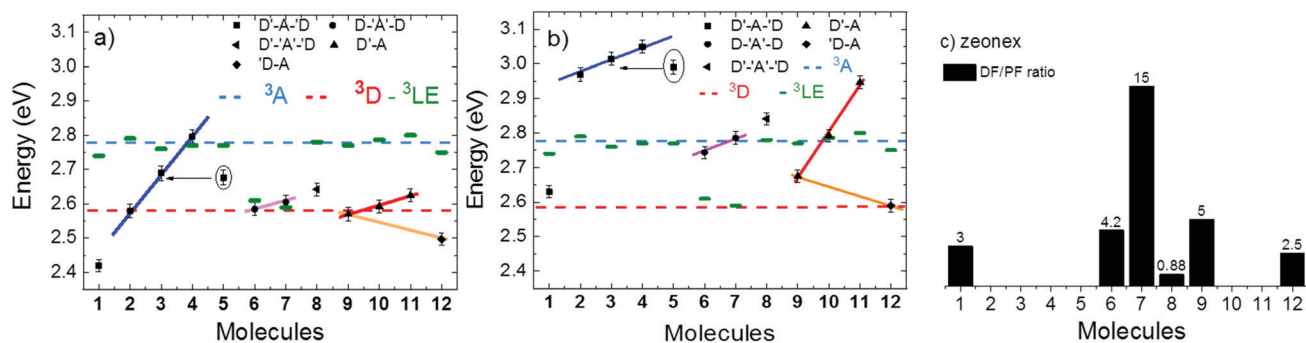 a)
D'-A-'D D-'A'-D
D'-'A'-'D D'-A
'D-A
3A 3D - 3LE
Energy (eV)
3.1
3.0
2.9
2.8
2.7
2.6
2.5
2.4
1 2 3 4 5 6 7 8 9 10 11 12
Molecules
b)
D'-A-'D D'-A
D-'A'-D 'D-A
D'-'A'-'D 3A
3D 3LE
Energy (eV)
3.1
3.0
2.9
2.8
2.7
2.6
2.5
2.4
1 2 3 4 5 6 7 8 9 10 11 12
Molecules
c) zeonex
DF/PF ratio
3
4.2
15
0.88
5
2.5
1 2 3 4 5 6 7 8 9 10 11 12
Molecules